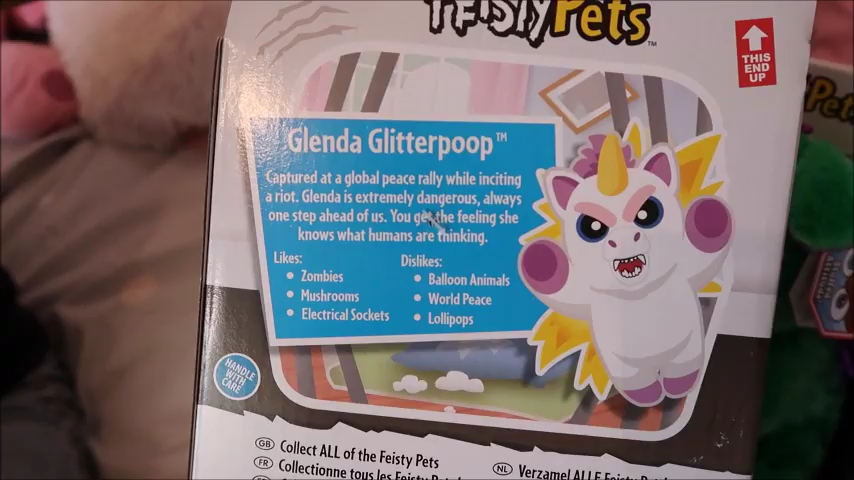 FeistyPets™
THIS
END
UP
Pets
Glenda Glitterpoop™
Captured at a global peace rally while inciting
a riot. Glenda is extremely dangerous, always
one step ahead of us. You get the feeling she
knows what humans are thinking.
Likes:
• Zombies
• Mushrooms
• Electrical Sockets
Dislikes:
• Balloon Animals
• World Peace
• Lollipops
HANDLE
WITH
CARE
GB Collect ALL of the Feisty Pets
FR Collectionne tous les Feisty
NL Verzamel ALLE Feisty